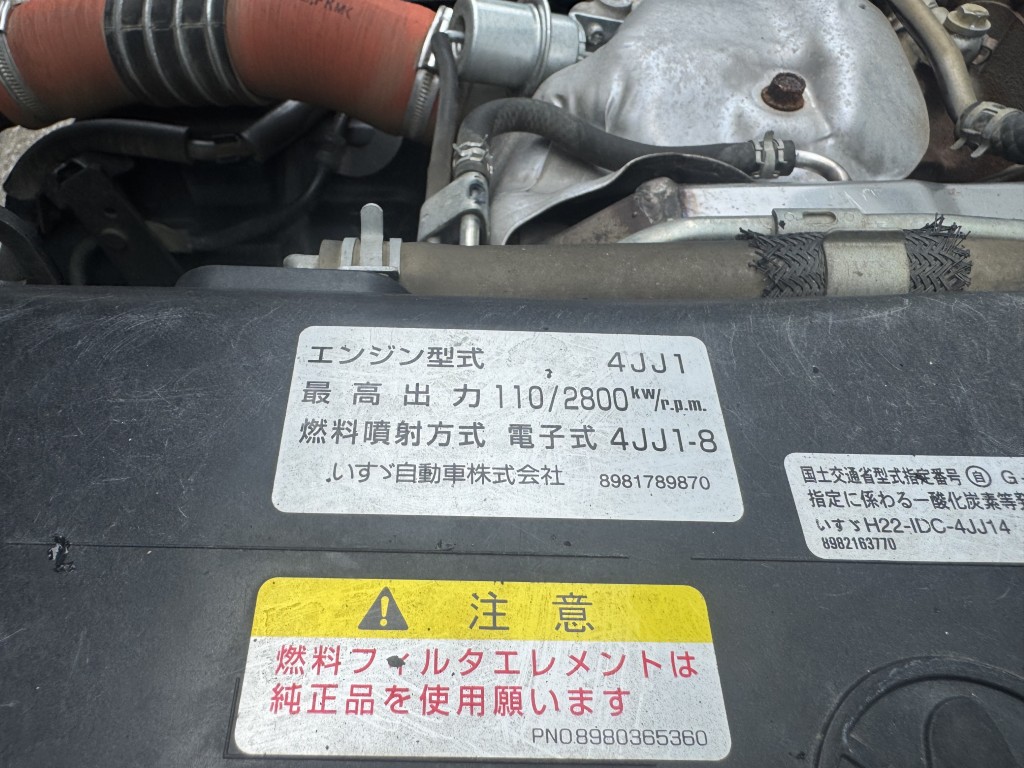 エンジン型式 4JJ1
最高出力 110/2800kw/r.p.m.
燃料噴射方式 電子式 4JJ1-8
いすゞ自動車株式会社 8981789870
国土交通省型式指定番号 自 G-
指定に係わる一酸化炭素等発
いすゞH22-IDC-4JJ14
8982163770
注意
燃料フィルタエレメントは
純正品を使用願います
PNO.8980365360